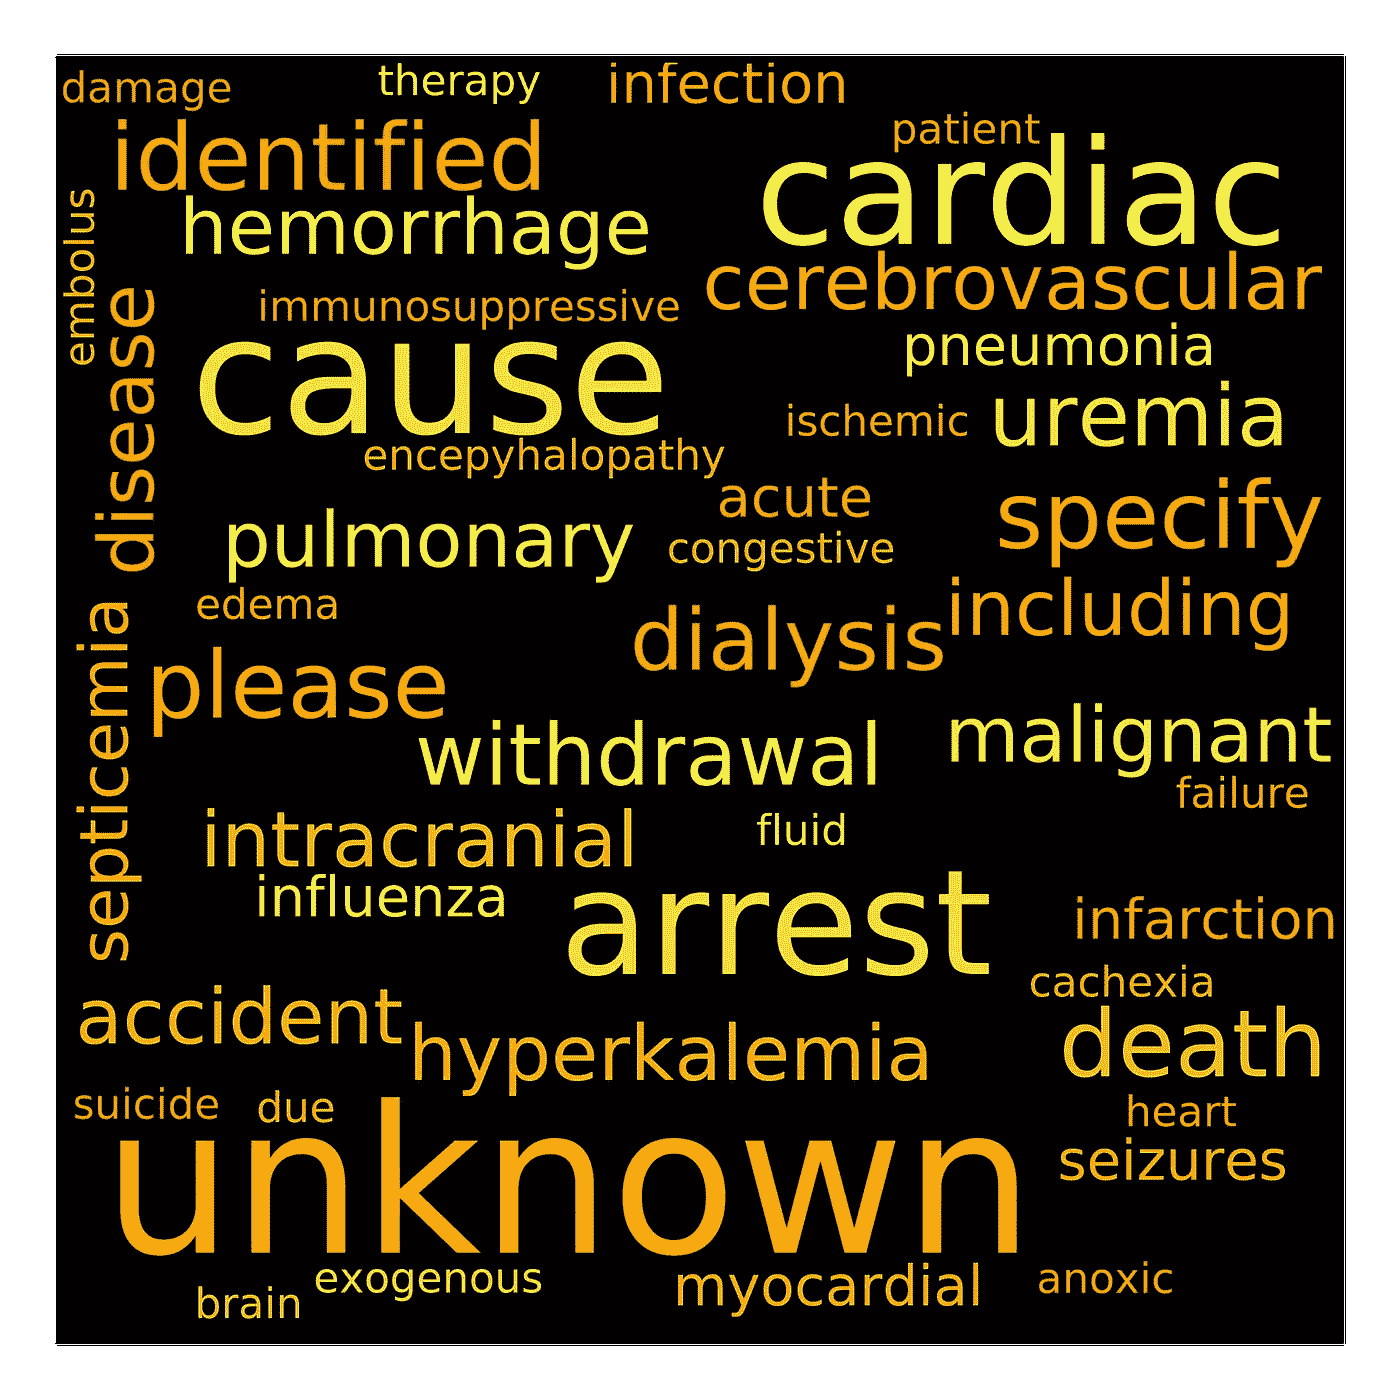 damage
therapy
infection
patient
identified
cardiac
hemorrhage
embolus
cerebrovascular
immunosuppressive
disease
cause
pneumonia
ischemic
uremia
encepyhalopathy
acute
specify
pulmonary
congestive
edema
including
dialysis
septicemia
please
malignant
withdrawal
failure
intracranial
fluid
influenza
arrest
infarction
cachexia
accident
hyperkalemia
death
suicide
due
heart
unknown
seizures
exogenous
myocardial
anoxic
brain